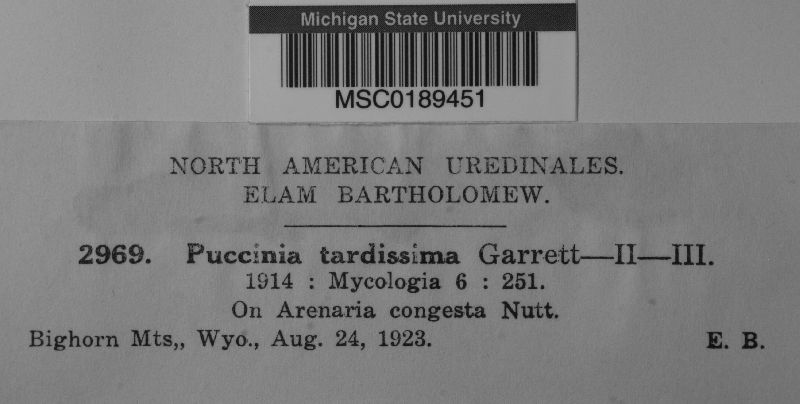 Michigan State University
MSC0189451
NORTH AMERICAN UREDINALES.
ELAM BARTHOLOMEW.
2969. Puccinia tardissima Garrett—II—III.
1914 : Mycologia 6 : 251.
On Arenaria congesta Nutt.
Bighorn Mts,, Wyo., Aug. 24, 1923. E. B.